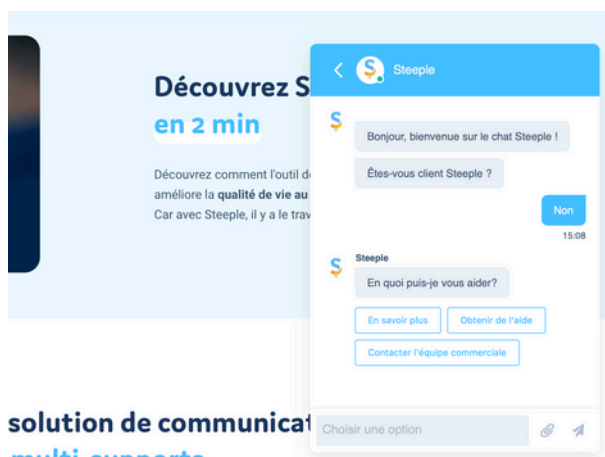 Découvrez S
en 2 min
Découvrez comment l'outil d
améliore la qualité de vie au
Car avec Steeple, il y a le trav
solution de communicat
multi-supports
Steeple
Bonjour, bienvenue sur le chat Steeple !
Êtes-vous client Steeple ?
Non
15:08
Steeple
En quoi puis-je vous aider?
En savoir plus
Obtenir de l'aide
Contacter l'équipe commerciale
Choisir une option